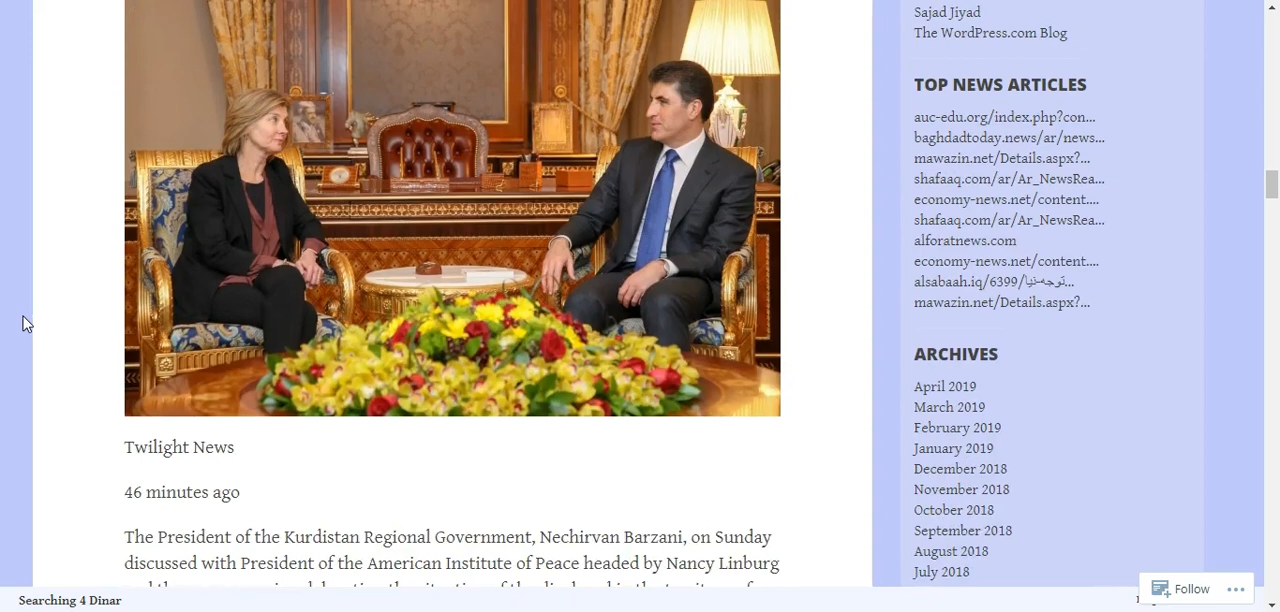 Twilight News
46 minutes ago
The President of the Kurdistan Regional Government, Nechirvan Barzani, on Sunday
discussed with President of the American Institute of Peace headed by Nancy Linburg
Sajad Jiyad
The WordPress.com Blog
TOP NEWS ARTICLES
auc-edu.org/index.php?con...
baghdadtoday.news/ar/news...
mawazin.net/Details.aspx?...
shafaaq.com/ar/Ar_NewsRea...
economy-news.net/content....
shafaaq.com/ar/Ar_NewsRea...
alforatnews.com
economy-news.net/content....
alsabaah.iq/6399/توجه-نيا...
mawazin.net/Details.aspx?...
ARCHIVES
April 2019
March 2019
February 2019
January 2019
December 2018
November 2018
October 2018
September 2018
August 2018
July 2018
Follow
Searching 4 Dinar